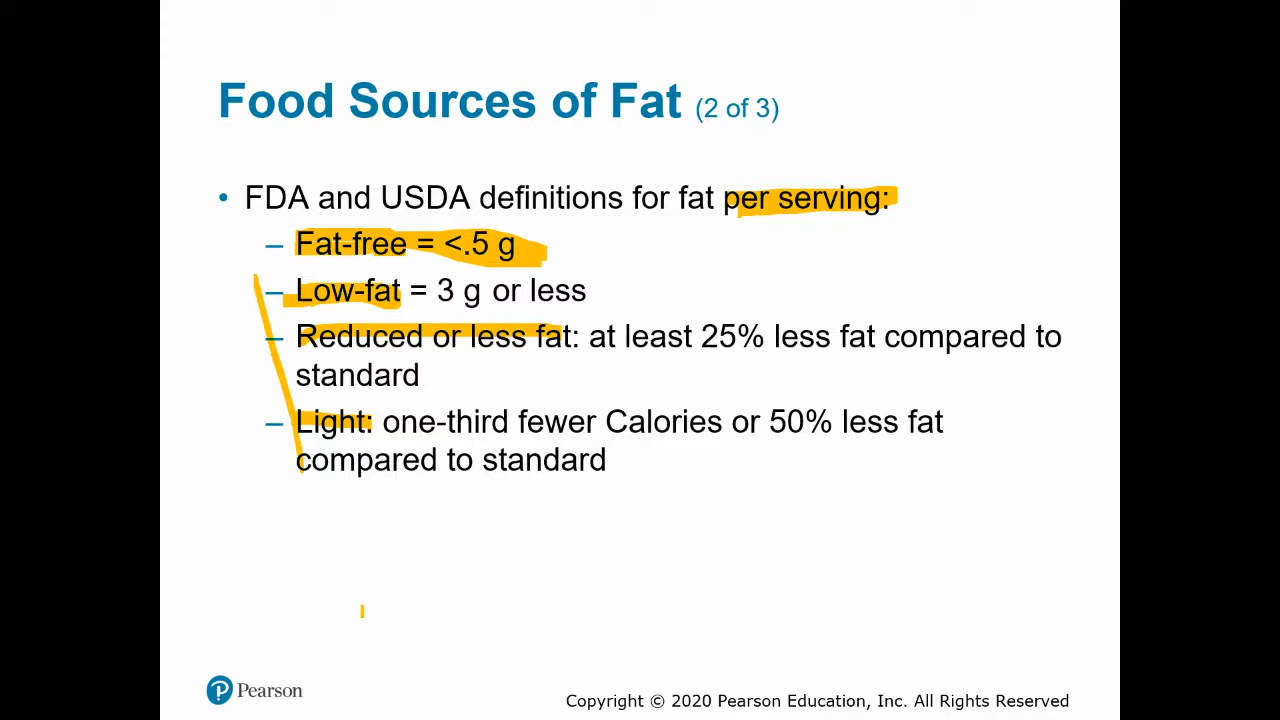 Food Sources of Fat (2 of 3)
• FDA and USDA definitions for fat per serving:
– Fat-free = <.5 g
– Low-fat = 3 g or less
– Reduced or less fat: at least 25% less fat compared to
standard
– Light: one-third fewer Calories or 50% less fat
compared to standard
Pearson
Copyright © 2020 Pearson Education, Inc. All Rights Reserved